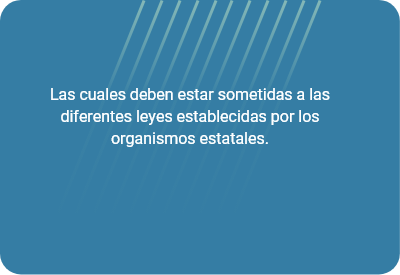 Las cuales deben estar sometidas a las
diferentes leyes establecidas por los
organismos estatales.